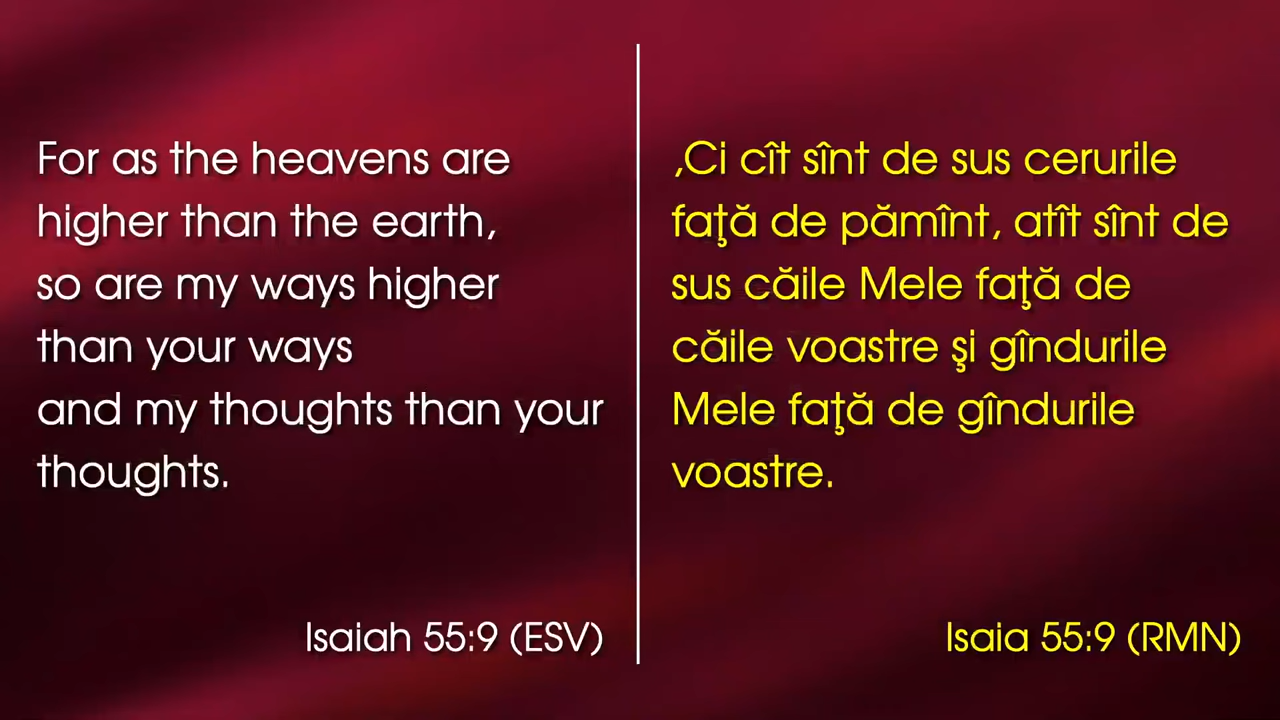 For as the heavens are
higher than the earth,
so are my ways higher
than your ways
and my thoughts than your
thoughts.
Isaiah 55:9 (ESV)
,Ci cît sînt de sus cerurile
faţă de pămînt, atît sînt de
sus căile Mele faţă de
căile voastre şi gîndurile
Mele faţă de gîndurile
voastre.
Isaia 55:9 (RMN)